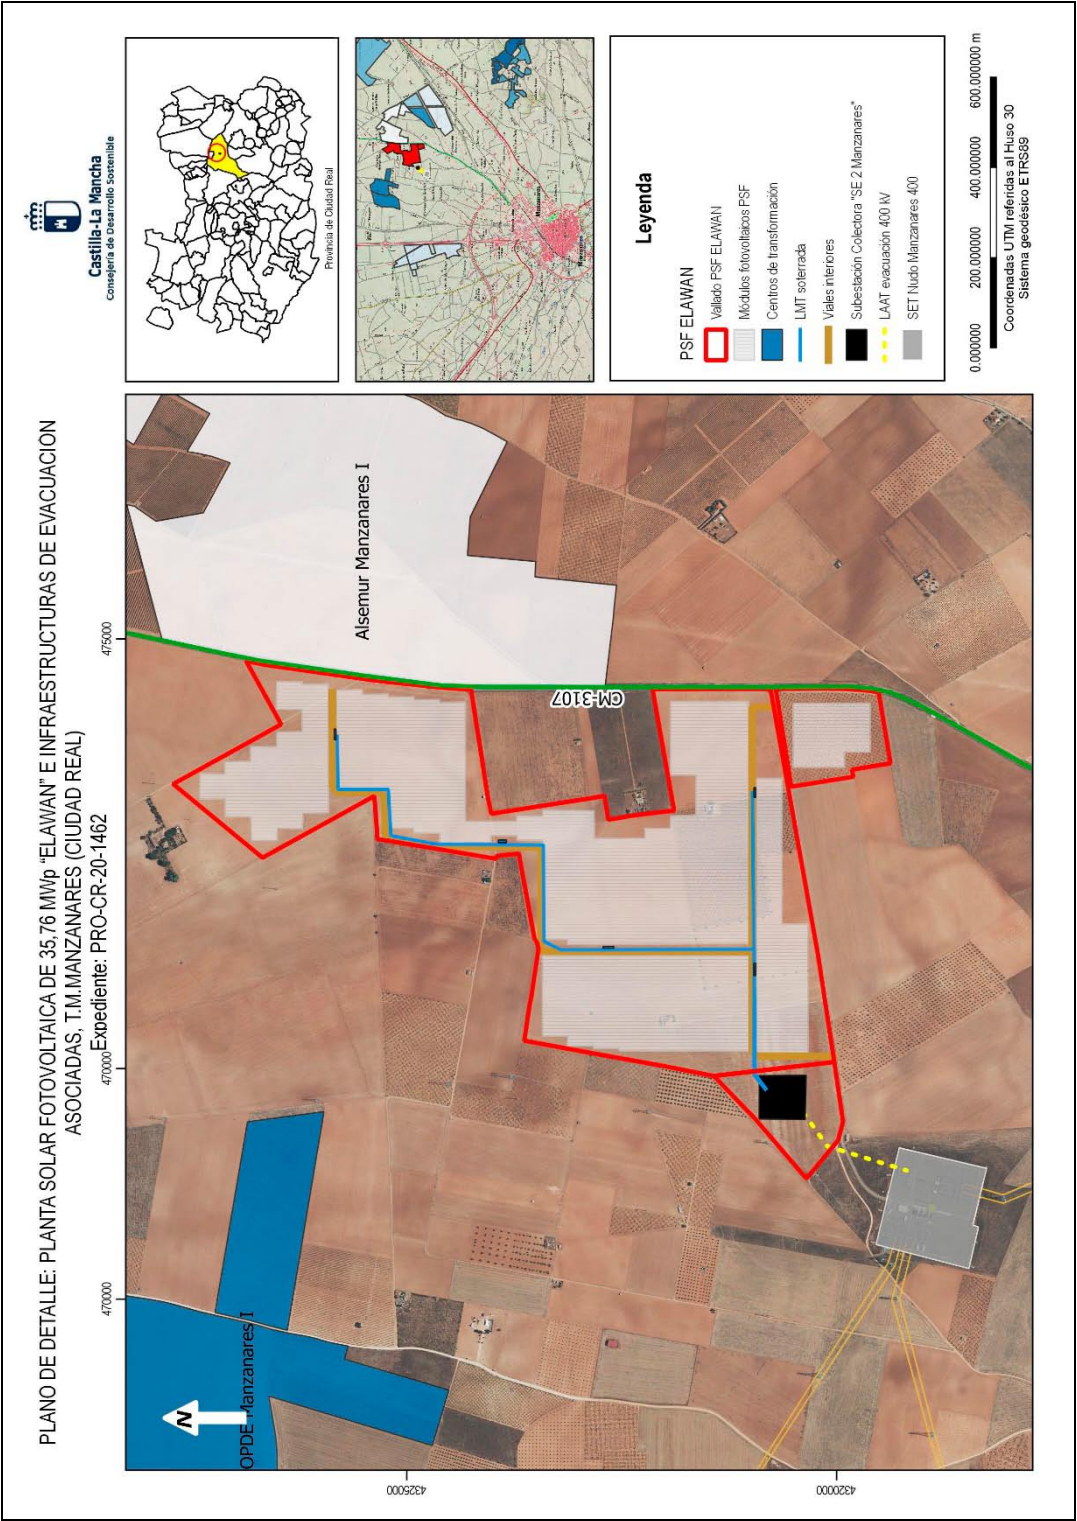 PLANO DE DETALLE: PLANTA SOLAR FOTOVOLTAICA DE 35,76 MWp "ELAWAN" E INFRAESTRUCTURAS DE EVACUACION
ASOCIADAS, T.M.MANZANARES (CIUDAD REAL)
Expediente: PRO-CR-20-1462
Castilla-La Mancha
Consejería de Desarrollo Sostenible
470000
470000
475000
4325000
4320000
OPDE Manzanares I
Alsemur Manzanares I
CM-3107
N
Provincia de Ciudad Real
Manzanares
Leyenda
PSF ELAWAN
Vallado PSF ELAWAN
Módulos fotovoltaicos PSF
Centros de transformación
LMT soterrada
Viales interiores
Subestación Colectora "SE 2 Manzanares"
LAAT evacuación 400 kV
SET Nudo Manzanares 400
0.000000 200.000000 400.000000 600.000000 m
Coordenadas UTM referidas al Huso 30
Sistema geodésico ETRS89